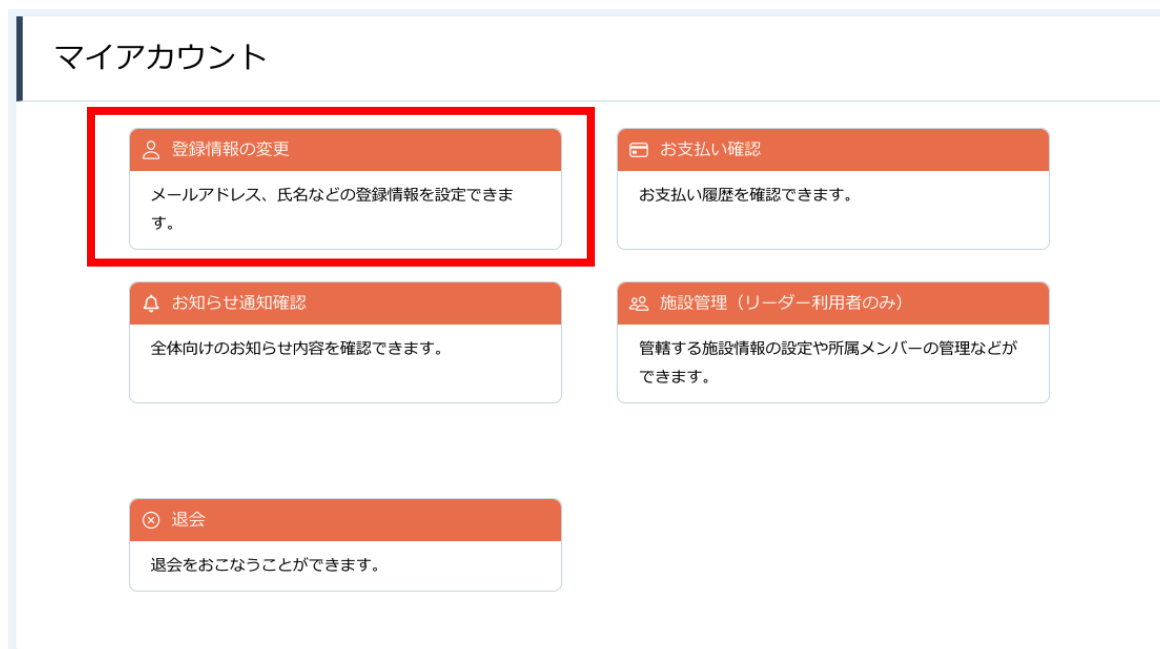 マイアカウント
登録情報の変更
メールアドレス、氏名などの登録情報を設定できま
す。
お支払い確認
お支払い履歴を確認できます。
お知らせ通知確認
全体向けのお知らせ内容を確認できます。
施設管理（リーダー利用者のみ）
管轄する施設情報の設定や所属メンバーの管理などが
できます。
退会
退会をおこなうことができます。